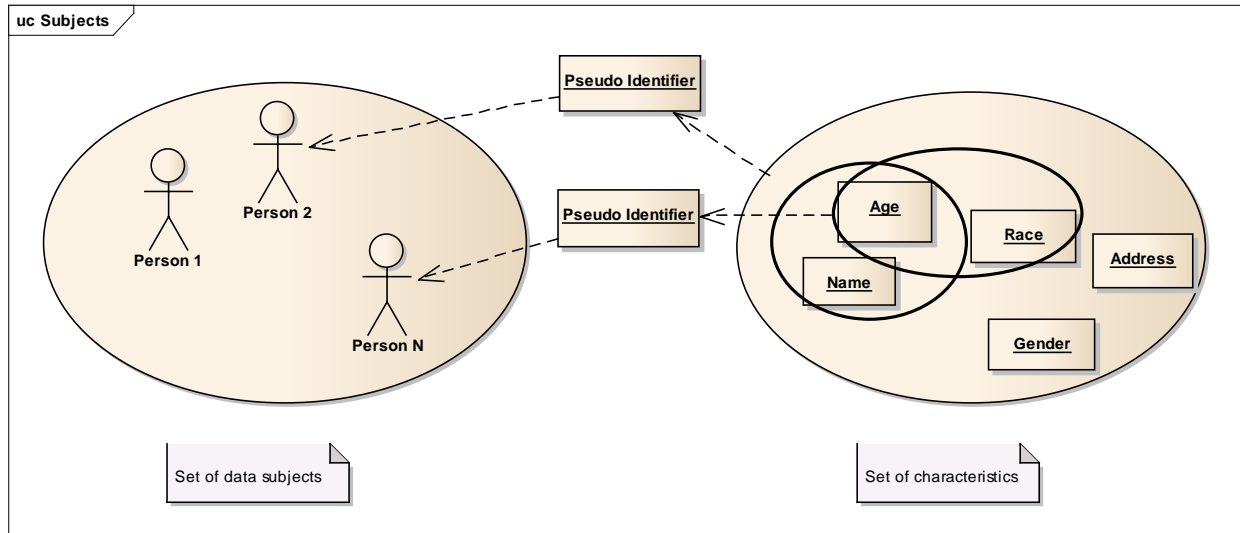 uc Subjects
Pseudo Identifier
Person 2
Person 1
Pseudo Identifier
Person N
Age
Race
Name
Address
Gender
Set of data subjects
Set of characteristics